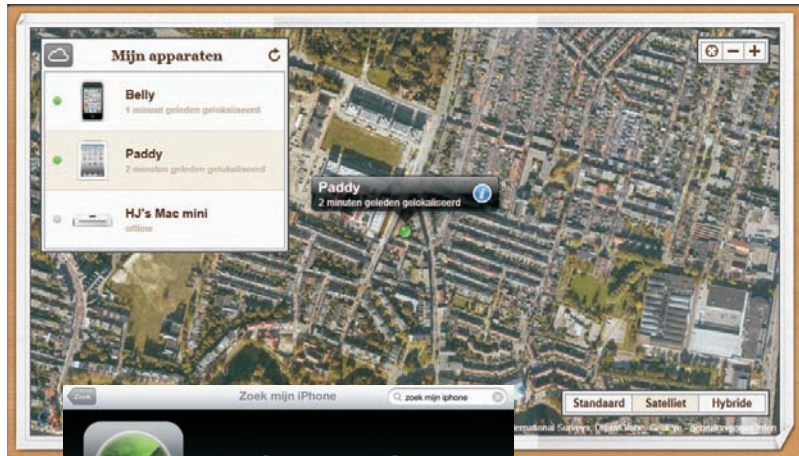 Mijn apparaten
Belly
1 minuut geleden gelokaliseerd
Paddy
2 minuten geleden gelokaliseerd
HJ's Mac mini
offline
Paddy
2 minuten geleden gelokaliseerd
Standaard Satelliet Hybride
Zoek Zoek mijn iPhone zoek mijn iphone